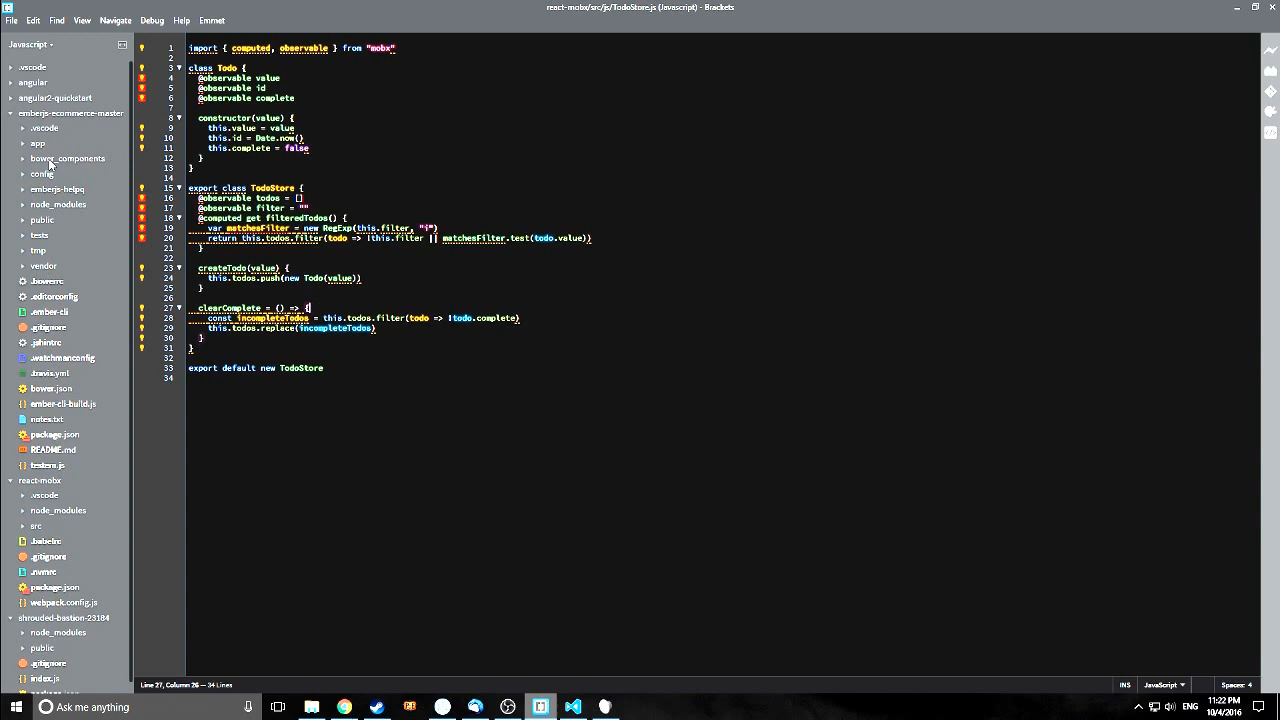 react-mobx/src/js/TodoStore.js (Javascript) - Brackets
File Edit Find View Navigate Debug Help Emmet
Javascript
.vscode
angular
angular2-quickstart
emberjs-ecommerce-master
.vscode
app
bower_components
config
emberjs-helpq
node_modules
public
tests
tmp
vendor
.bowerrc
.editorconfig
.ember-cli
.gitignore
.jshintrc
.watchmanconfig
.travis.yml
bower.json
ember-cli-build.js
notes.txt
package.json
README.md
testem.js
react-mobx
.vscode
node_modules
src
.babelrc
.gitignore
.nvmrc
package.json
webpack.config.js
shrouded-bastion-23184
node_modules
public
.gitignore
index.js
package.json
1 import { computed, observable } from "mobx"
2
3 class Todo {
4 @observable value
5 @observable id
6 @observable complete
7
8 constructor(value) {
9 this.value = value
10 this.id = Date.now()
11 this.complete = false
12 }
13 }
14
15 export class TodoStore {
16 @observable todos = []
17 @observable filter = ""
18 @computed get filteredTodos() {
19 var matchesFilter = new RegExp(this.filter, "i")
20 return this.todos.filter(todo => !this.filter || matchesFilter.test(todo.value))
21 }
22
23 createTodo(value) {
24 this.todos.push(new Todo(value))
25 }
26
27 clearComplete = () => {
28 const incompleteTodos = this.todos.filter(todo => !todo.complete)
29 this.todos.replace(incompleteTodos)
30 }
31 }
32
33 export default new TodoStore
34
Line 27, Column 26 — 34 Lines
INS JavaScript Spaces: 4
Ask me anything
ENG
11:22 PM
10/4/2016